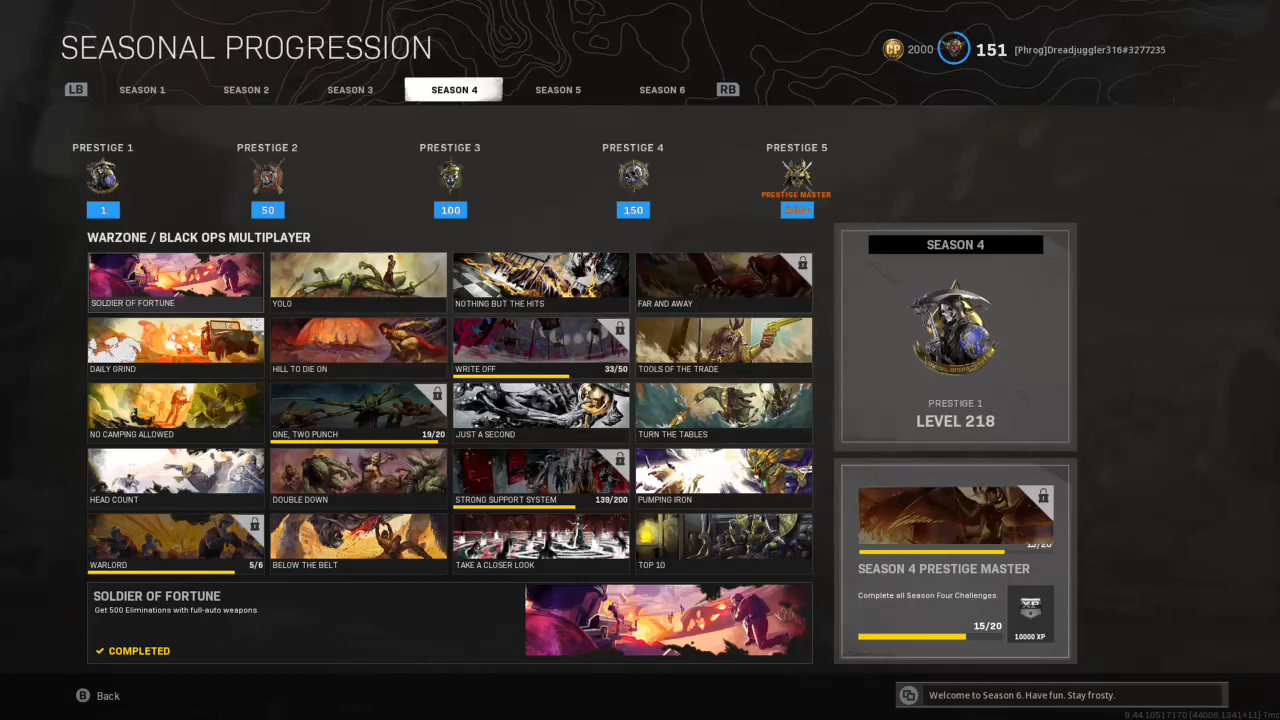 SEASONAL PROGRESSION
CP 2000 151 [Phrog]Dreadjuggler316#3277235
LB SEASON 1 SEASON 2 SEASON 3 SEASON 4 SEASON 5 SEASON 6 RB
PRESTIGE 1 PRESTIGE 2 PRESTIGE 3 PRESTIGE 4 PRESTIGE 5
PRESTIGE MASTER
1 50 100 150 200+
WARZONE / BLACK OPS MULTIPLAYER
SOLDIER OF FORTUNE YOLO NOTHING BUT THE HITS FAR AND AWAY
DAILY GRIND HILL TO DIE ON WRITE OFF 33/50 TOOLS OF THE TRADE
NO CAMPING ALLOWED ONE, TWO PUNCH 19/20 JUST A SECOND TURN THE TABLES
HEAD COUNT DOUBLE DOWN STRONG SUPPORT SYSTEM 139/200 PUMPING IRON
WARLORD 5/6 BELOW THE BELT TAKE A CLOSER LOOK TOP 10
SOLDIER OF FORTUNE
Get 500 Eliminations with full-auto weapons.
COMPLETED
SEASON 4
PRESTIGE 1
LEVEL 218
15/20
SEASON 4 PRESTIGE MASTER
Complete all Season Four Challenges.
15/20
XP
10000 XP
B Back
Welcome to Season 6. Have fun. Stay frosty.